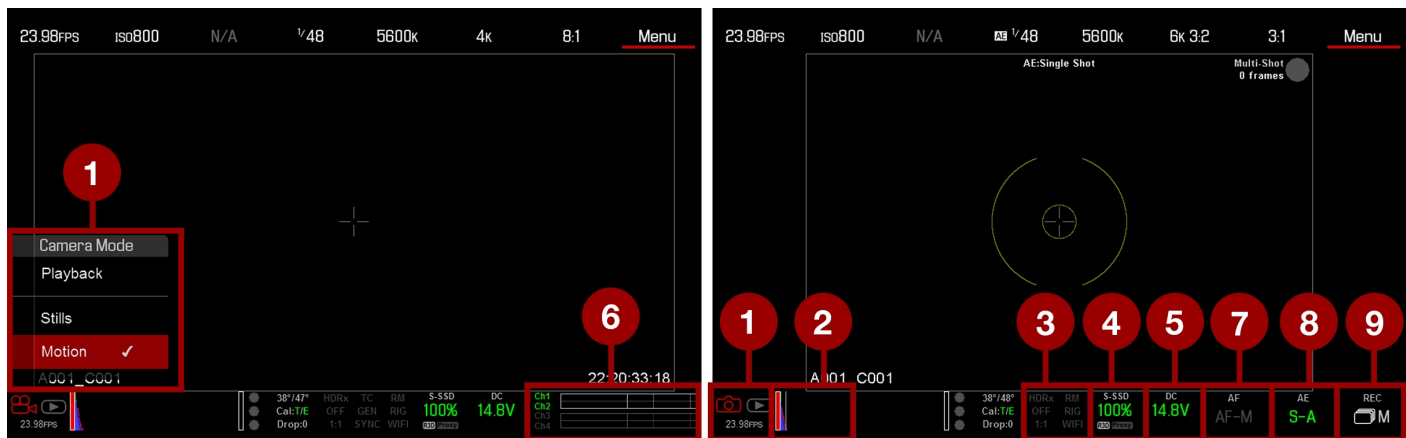 23.98FPS ISO800 N/A 1/48 5600K 4K 8:1 Menu
1
Camera Mode
Playback
Stills
Motion ✓
A001_C001
6
22:20:33:18
23.98FPS
38°/47° HDRx TC RM S-SSD DC Ch1
Cal:T/E OFF GEN RIG 100% 14.8V Ch2
Drop:0 1:1 SYNC WIFI R3D Proxy Ch3
Ch4
23.98FPS ISO800 N/A AE 1/48 5600K 6K 3:2 3:1 Menu
AE:Single Shot
Multi-Shot
0 frames
1 2 3 4 5 7 8 9
A001_C001
23.98FPS
38°/48° HDRx RM S-SSD DC AF AE REC
Cal:T/E OFF RIG 100% 14.8V AF-M S-A M
Drop:0 1:1 WIFI R3D Proxy